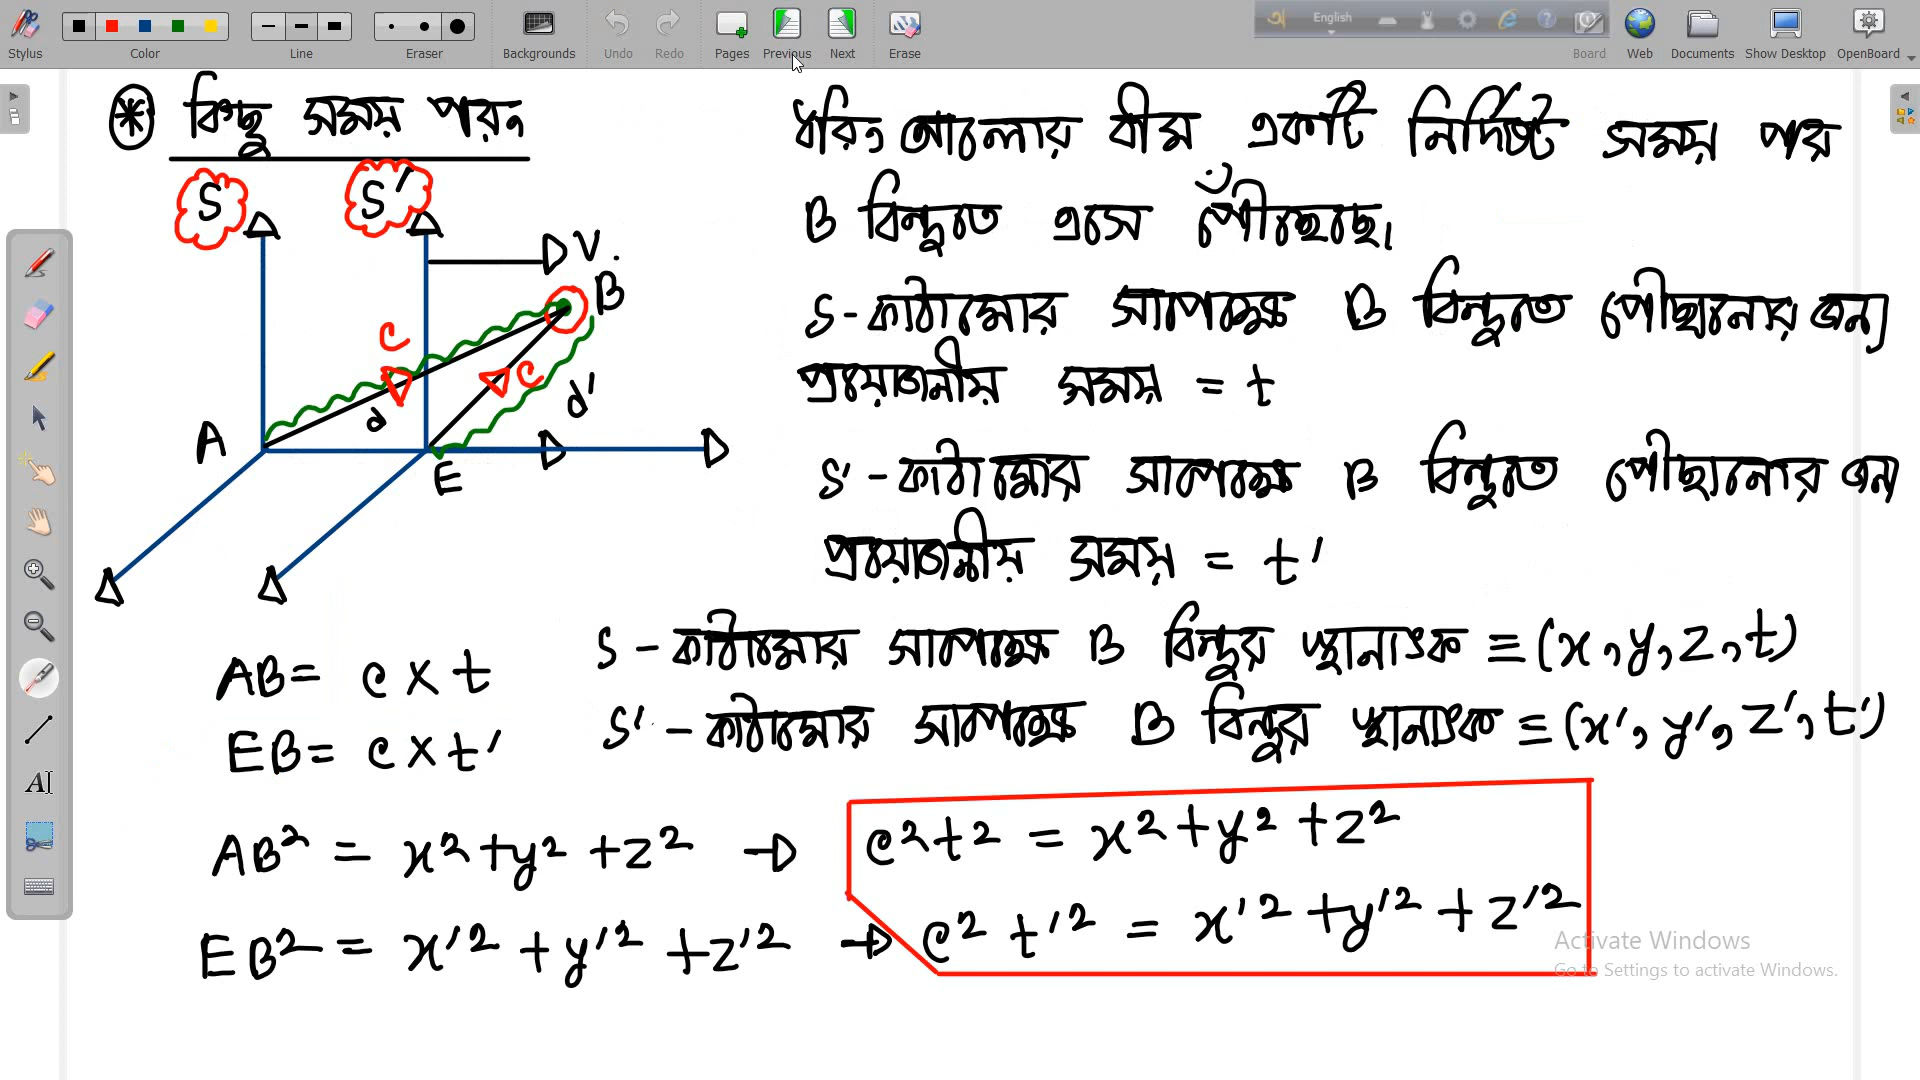 Stylus Color Line Eraser Backgrounds Undo Redo Pages Previous Next Erase Board Web Documents Show Desktop OpenBoard
English
কিছু সময় পর,
S S'
V.
B
C
C
d d'
A
E
ধরি, আলোর বীম একটি নির্দিষ্ট সময় পর
B বিন্দুতে এসে পৌঁছেছে।
S-কাঠামোর সাপেক্ষে B বিন্দুতে পৌছানোর জন্য
প্রয়োজনীয় সময় = t
S'-কাঠামোর সাপেক্ষে B বিন্দুতে পৌছানোর জন্য
প্রয়োজনীয় সময় = t'
S - কাঠামোর সাপেক্ষে B বিন্দুর স্থানাংক ≡ (x, y, z, t)
S' - কাঠামোর সাপেক্ষে B বিন্দুর স্থানাংক ≡ (x', y', z', t')
AB = c × t
EB = c × t'
AB² = x² + y² + z² → c²t² = x² + y² + z²
EB² = x'² + y'² + z'² → c² t'² = x'² + y'² + z'²
Activate Windows
Go to Settings to activate Windows.